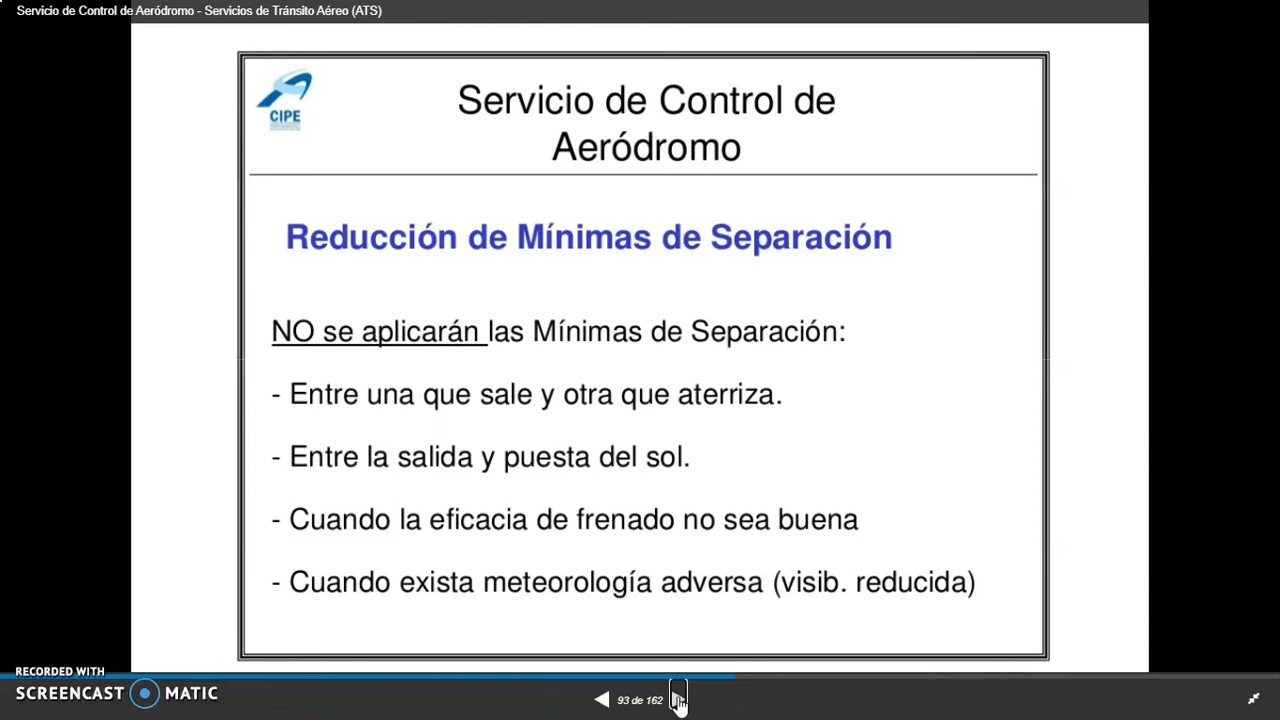 Servicio de Control de Aeródromo - Servicios de Tránsito Aéreo (ATS)
CIPE
Servicio de Control de
Aeródromo
Reducción de Mínimas de Separación
NO se aplicarán las Mínimas de Separación:
- Entre una que sale y otra que aterriza.
- Entre la salida y puesta del sol.
- Cuando la eficacia de frenado no sea buena
- Cuando exista meteorología adversa (visib. reducida)
RECORDED WITH
SCREENCAST MATIC
93 de 162